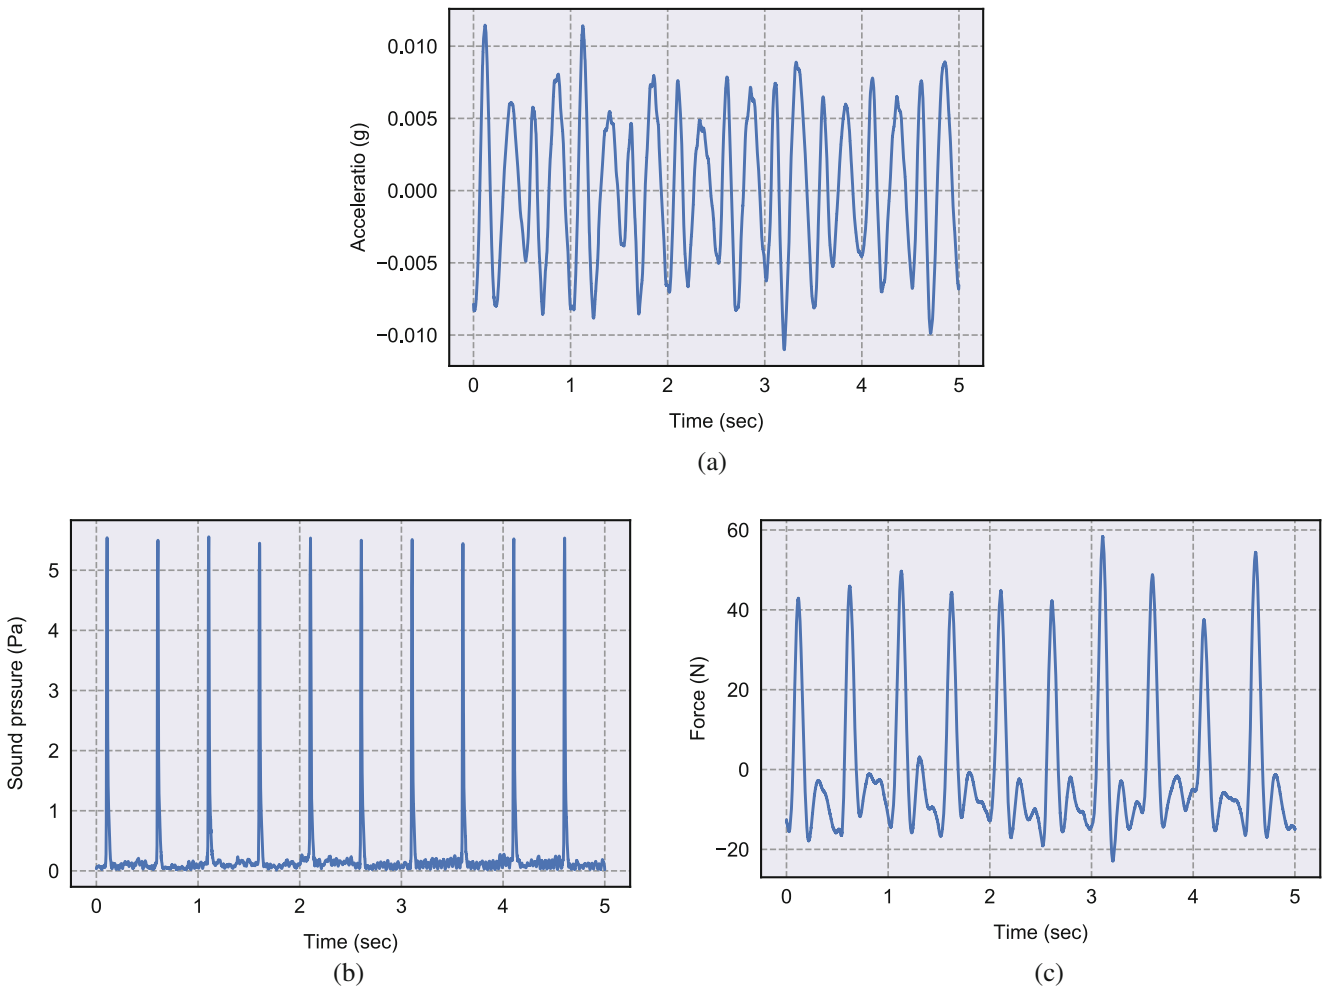 0.010
0.005
0.000
−0.005
−0.010
Acceleratio (g)
0 1 2 3 4 5
Time (sec)
(a)
5
4
3
2
1
0
Sound prssure (Pa)
0 1 2 3 4 5
Time (sec)
(b)
60
40
20
0
−20
Force (N)
0 1 2 3 4 5
Time (sec)
(c)